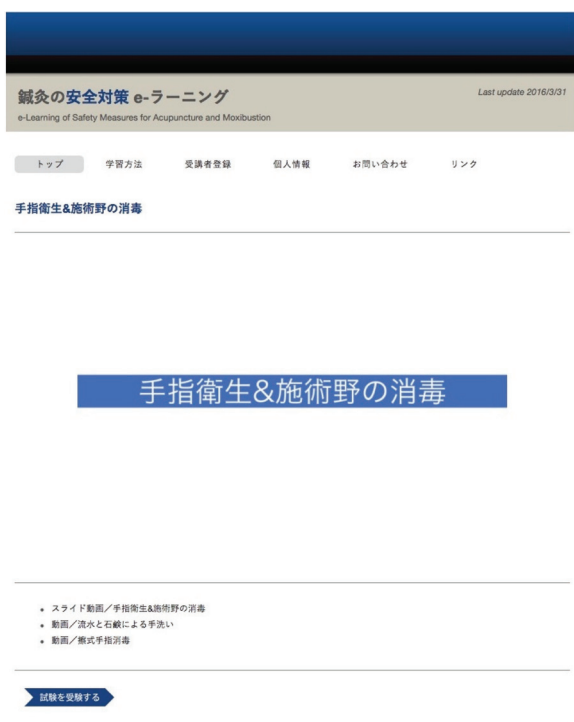 鍼灸の安全対策 e-ラーニング
Last update 2016/3/31
e-Learning of Safety Measures for Acupuncture and Moxibustion
トップ 学習方法 受講者登録 個人情報 お問い合わせ リンク
手指衛生&施術野の消毒
手指衛生&施術野の消毒
スライド動画／手指衛生&施術野の消毒
動画／流水と石鹸による手洗い
動画／擦式手指消毒
試験を受験する